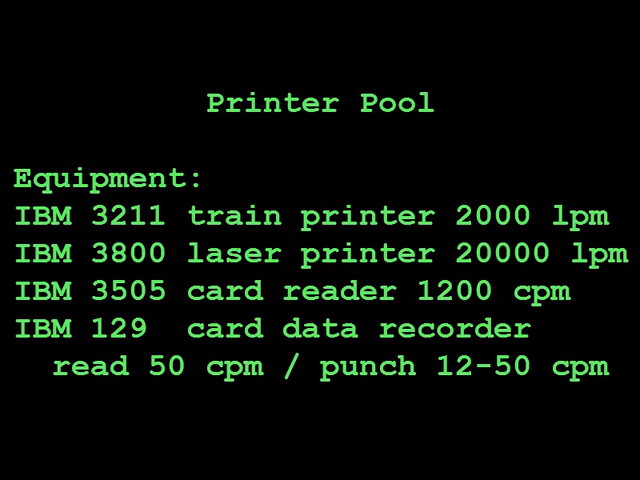 Printer Pool
Equipment:
IBM 3211 train printer 2000 lpm
IBM 3800 laser printer 20000 lpm
IBM 3505 card reader 1200 cpm
IBM 129  card data recorder
  read 50 cpm / punch 12-50 cpm